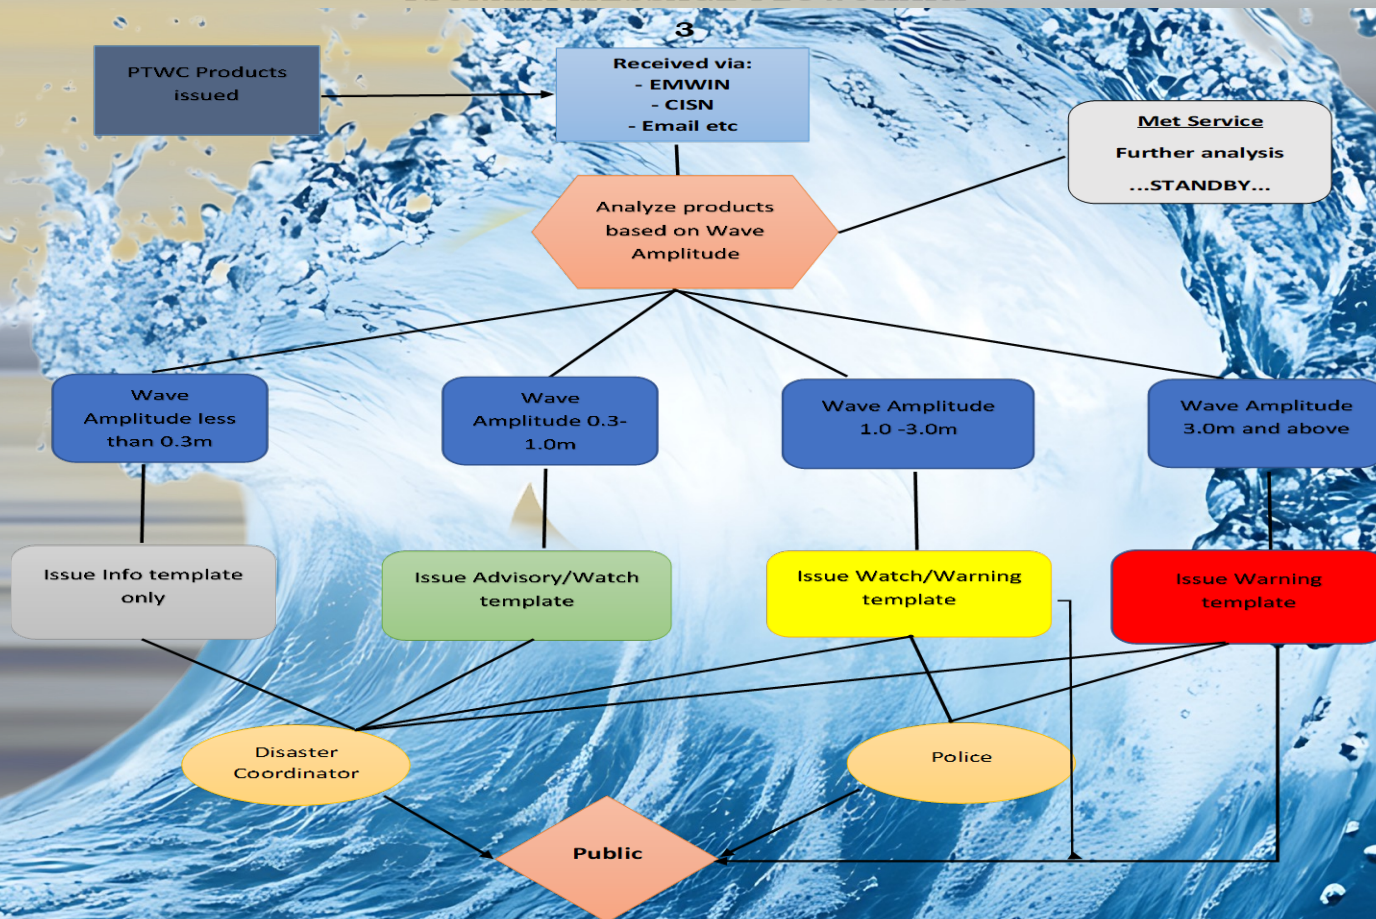 3
PTWC Products
issued
Received via:
- EMWIN
- CISN
- Email etc
Met Service
Further analysis
...STANDBY...
Analyze products
based on Wave
Amplitude
Wave
Amplitude less
than 0.3m
Wave
Amplitude 0.3-
1.0m
Wave Amplitude
1.0 -3.0m
Wave Amplitude
3.0m and above
Issue Info template
only
Issue Advisory/Watch
template
Issue Watch/Warning
template
Issue Warning
template
Disaster
Coordinator
Police
Public